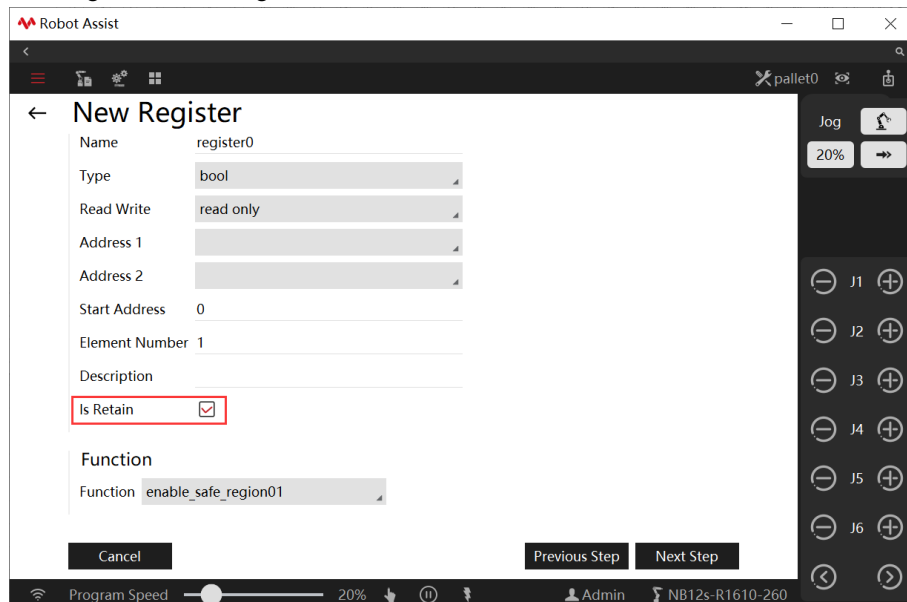 Robot Assist
pallet0
New Register
Name register0
Type bool
Read Write read only
Address 1
Address 2
Start Address 0
Element Number 1
Description
Is Retain
Function
Function enable_safe_region01
Cancel Previous Step Next Step
Jog
20%
J1
J2
J3
J4
J5
J6
Program Speed 20% Admin NB12s-R1610-260